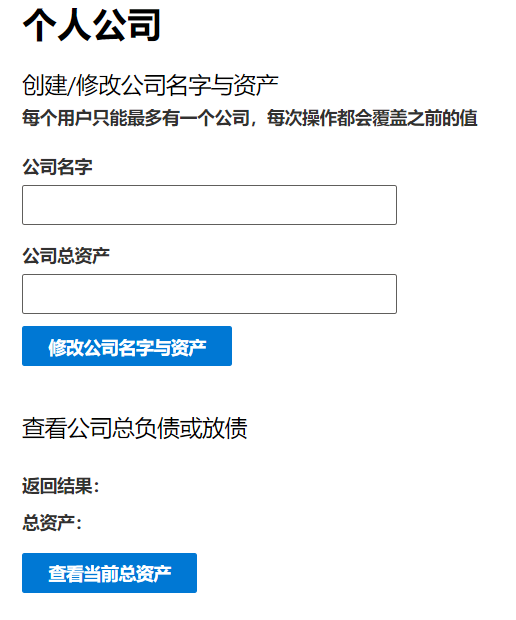 个人公司
创建/修改公司名字与资产
每个用户只能最多有一个公司，每次操作都会覆盖之前的值
公司名字
公司总资产
修改公司名字与资产
查看公司总负债或放债
返回结果：
总资产：
查看当前总资产